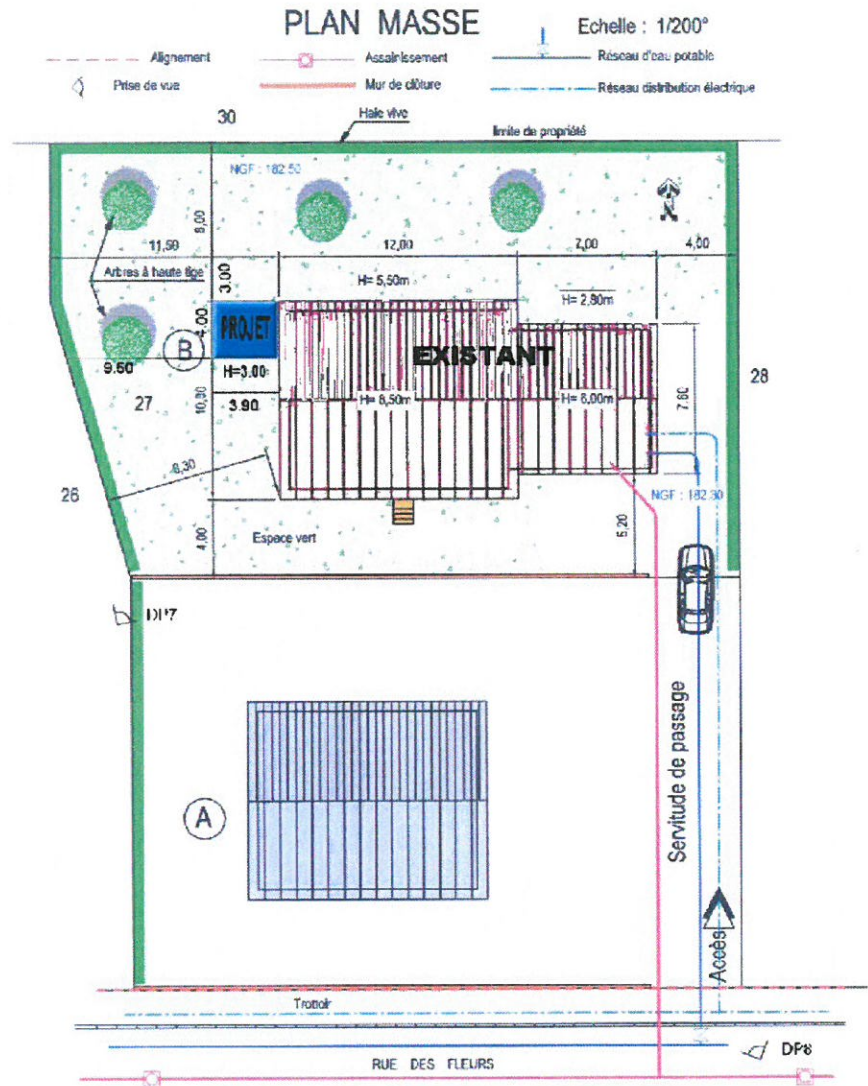 PLAN MASSE
Echelle : 1/200°
Alignement
Assainissement
Réseau d'eau potable
Prise de vue
Mur de clôture
Réseau distribution électrique
30
Haie vive
limite de propriété
NGF : 182.50
8,00
11,50
12,00
7,00
4,00
Arbres à haute tige
3.00
H= 5,50m
H= 2,80m
4.00
PROJET
EXISTANT
B
9.50
H=3.00
28
27
10,00
3.90
H= 8,50m
H= 6,00m
7.60
26
8,30
NGF : 182.30
4,00
Espace vert
5,20
DP7
Servitude de passage
A
Accès
Trottoir
RUE DES FLEURS
DP8